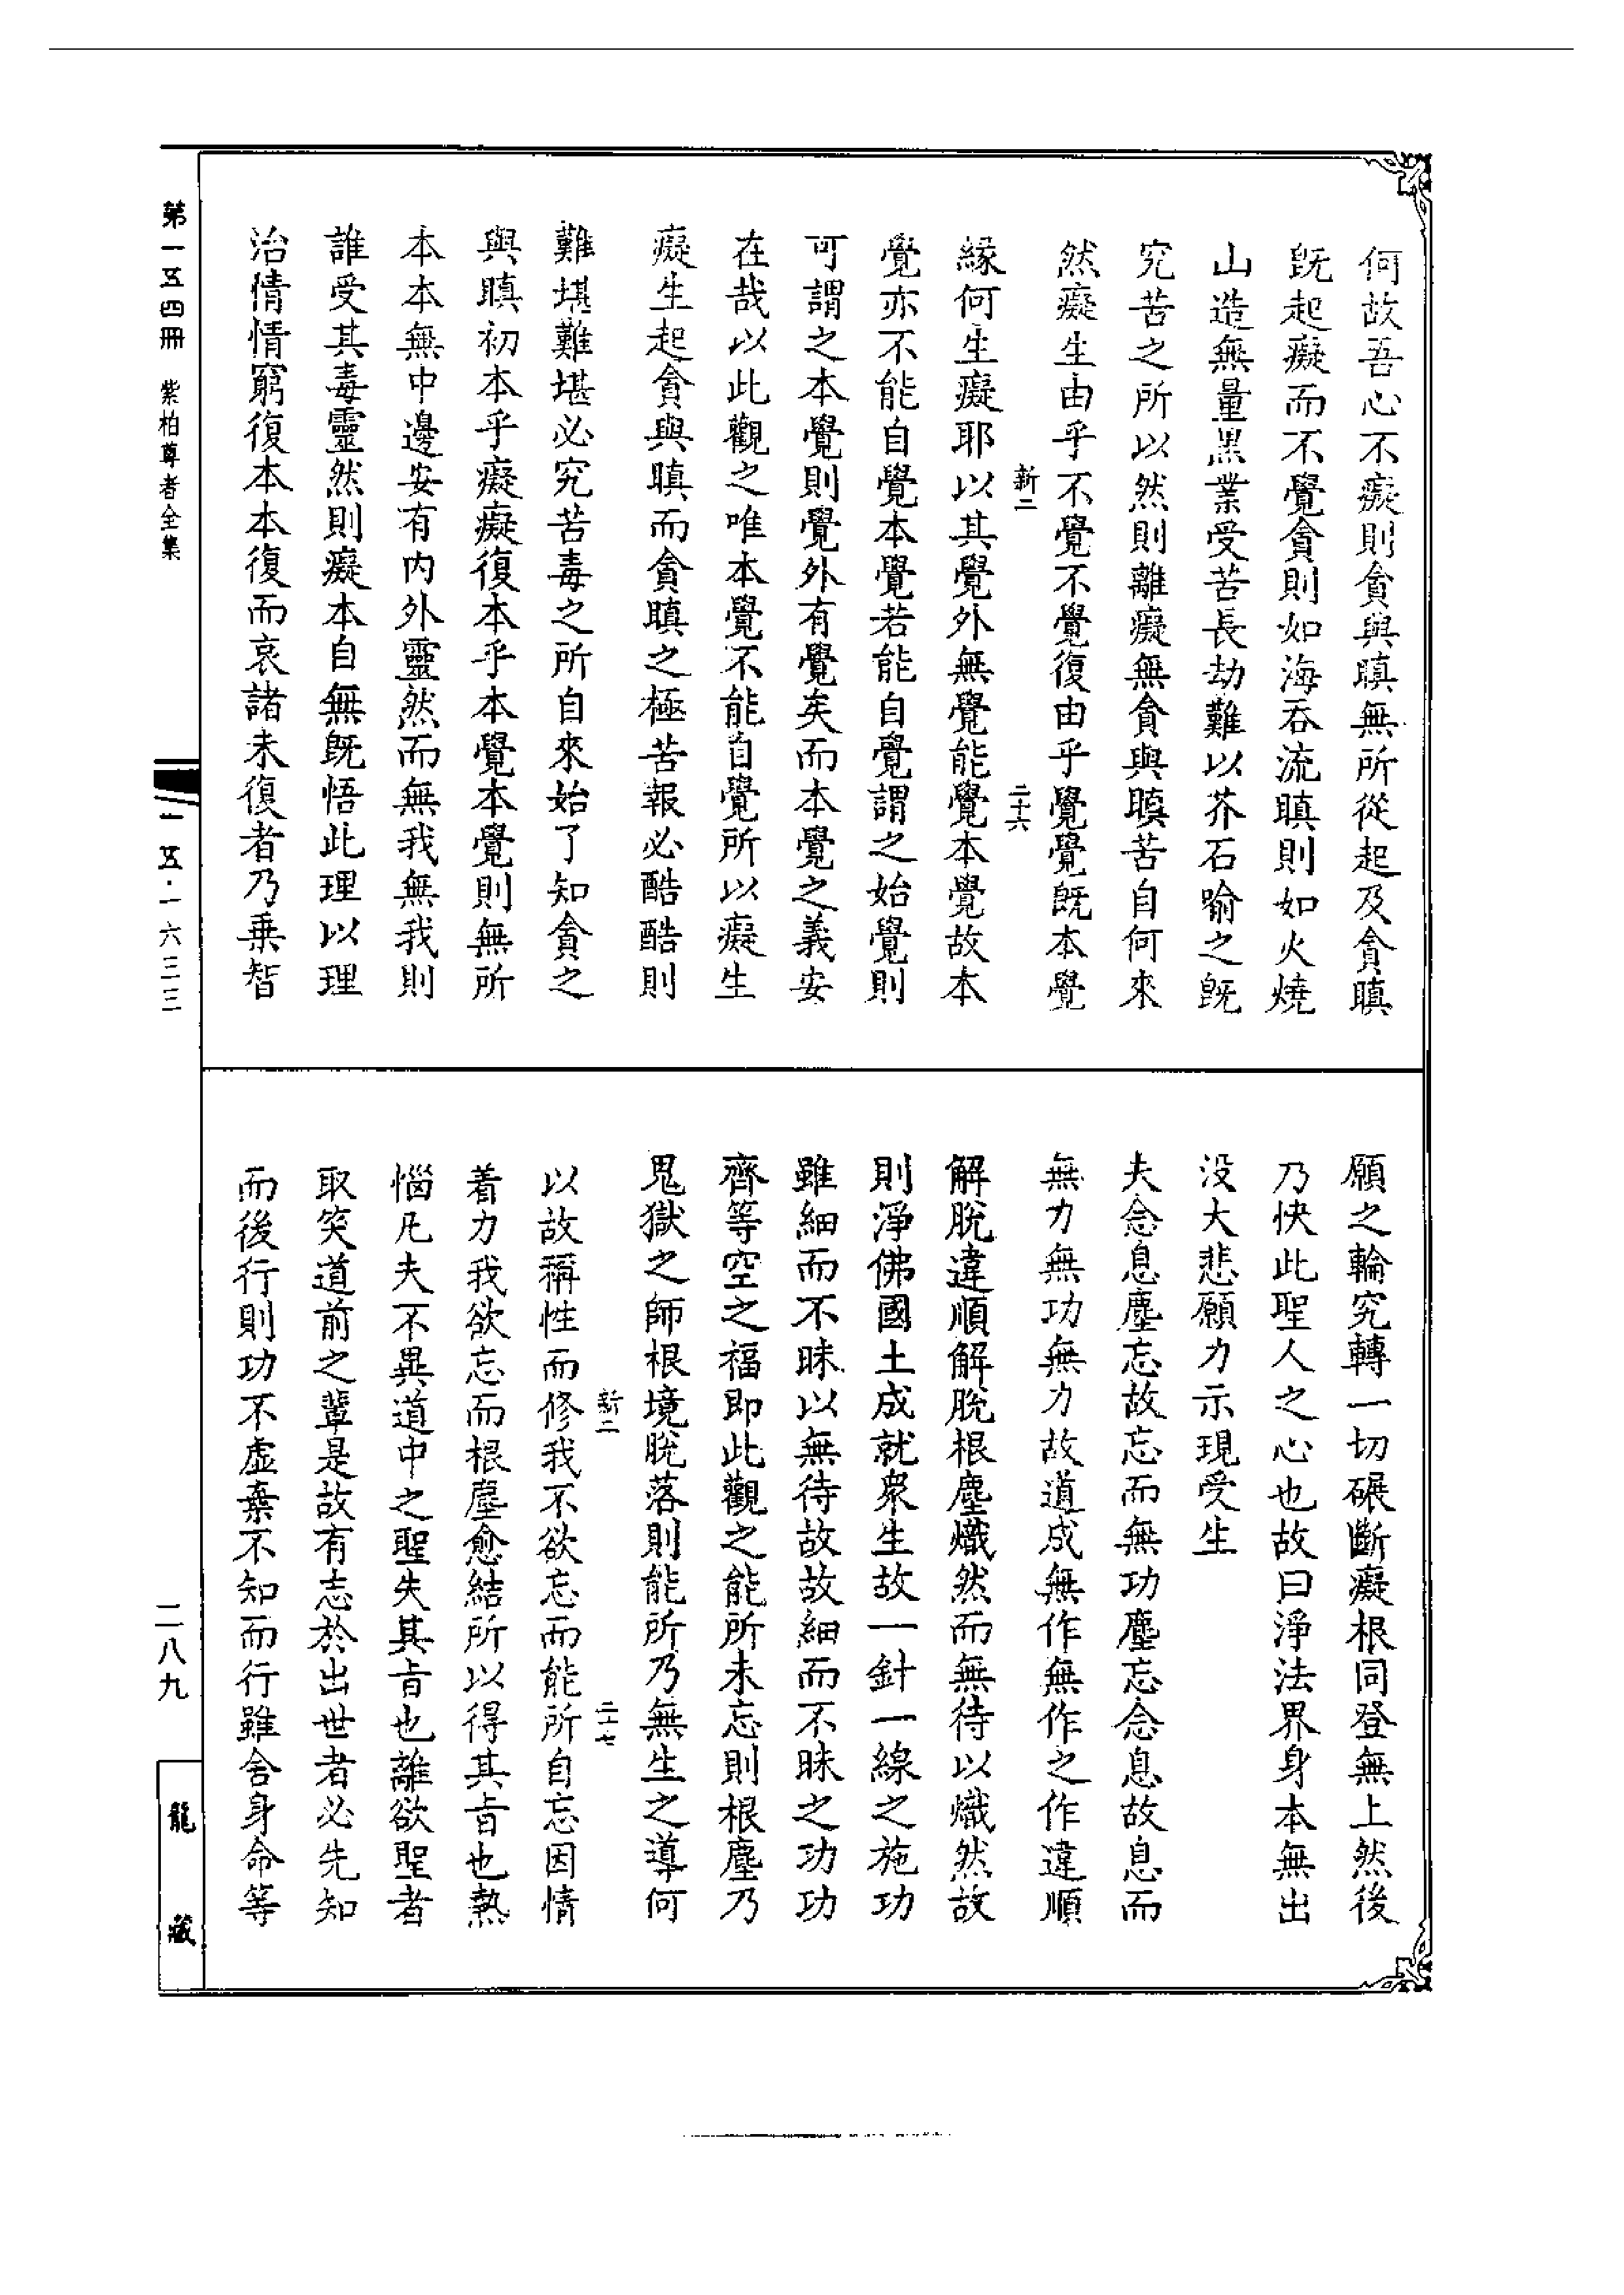 何故吾心不癡則貪與瞋無所從起及貪瞋
既起癡而不覺貪則如海吞流瞋則如火燒
山造無量黑業受苦長劫難以芥石喻之既
究苦之所以然則離癡無貪與瞋苦自何來
然癡生由乎不覺不覺復由乎覺覺既本覺
新二
二十六
緣何生癡耶以其覺外無覺能覺本覺故本
覺亦不能自覺本覺若能自覺謂之始覺則
可謂之本覺則覺外有覺矣而本覺之義安
在哉以此觀之唯本覺不能自覺所以癡生
癡生起貪與瞋而貪瞋之極苦報必酷酷則
難堪難堪必究苦毒之所自來始了知貪之
與瞋初本乎癡癡復本乎本覺本覺則無所
本本無中邊安有內外靈然而無我無我則
誰受其毒靈然則癡本自無既悟此理以理
治情情窮復本本復而哀諸未復者乃乗智
願之輪究轉一切碾斷癡根同登無上然後
乃快此聖人之心也故曰淨法界身本無出
没大悲願力示現受生
夫念息塵忘故忘而無功塵忘念息故息而
無力無功無力故道成無作無作之作違順
解脫違順解脫根塵熾然而無待以熾然故
則淨佛國土成就衆生故一針一線之施功
雖細而不昧以無待故故細而不昧之功功
齊等空之福即此觀之能所未忘則根塵乃
鬼獄之師根境脫落則能所乃無生之導何
新二
二十七
以故稱性而修我不欲忘而能所自忘因情
着力我欲忘而根塵愈結所以得其旨也熱
惱凡夫不異道中之聖失其旨也離欲聖者
取笑道前之輩是故有志於出世者必先知
而後行則功不虛棄不知而行雖舍身命等
第一五四冊 紫柏尊者全集
一五·一六三三
二八九
龍藏